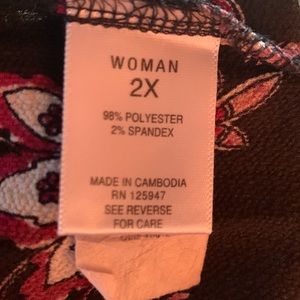 WOMAN
2X
98% POLYESTER
2% SPANDEX
MADE IN CAMBODIA
RN 125947
SEE REVERSE
FOR CARE